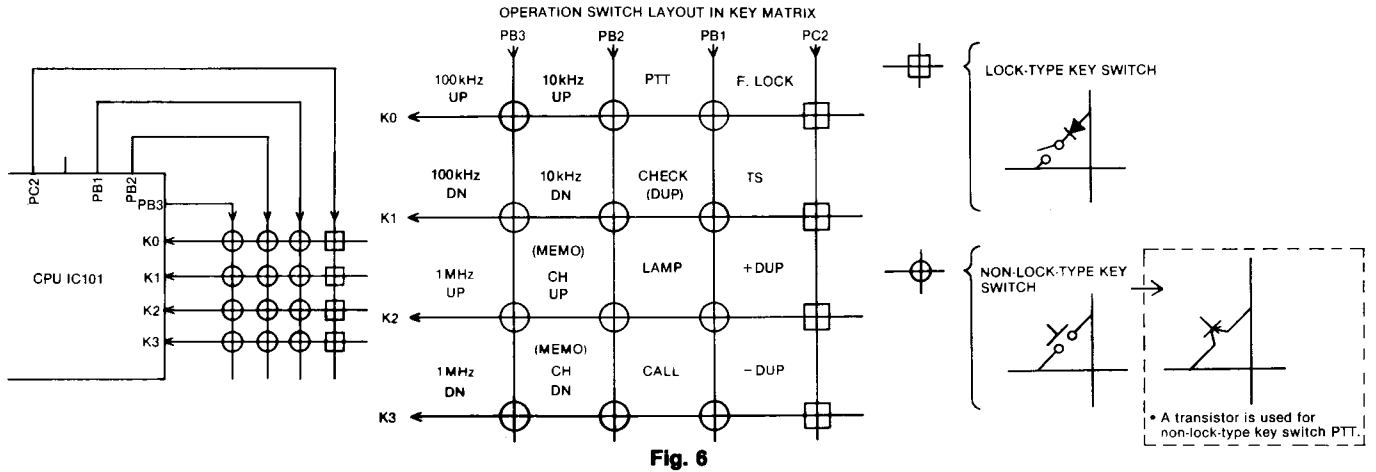 OPERATION SWITCH LAYOUT IN KEY MATRIX
PB3 PB2 PB1 PC2
100kHz UP
10kHz UP
PTT
F. LOCK
K0
100kHz DN
10kHz DN
CHECK (DUP)
TS
K1
1MHz UP
(MEMO) CH UP
LAMP
+DUP
K2
1MHz DN
(MEMO) CH DN
CALL
−DUP
K3
PC2
PB1
PB2
PB3
K0
K1
K2
K3
CPU IC101
LOCK-TYPE KEY SWITCH
NON-LOCK-TYPE KEY
SWITCH
• A transistor is used for
non-lock-type key switch PTT.
Fig. 6